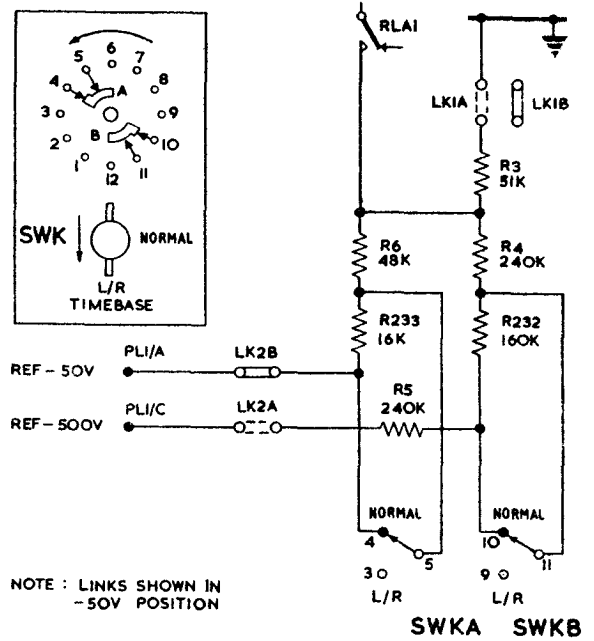 RLA1
6
5
7
4
A
8
3
9
B
2
10
1
11
12
SWK
NORMAL
L/R
TIMEBASE
LK1A
LK1B
R3
51K
R6
48K
R4
240K
R233
16K
R232
160K
REF - 50V
PL1/A
LK2B
R5
240K
REF - 500V
PL1/C
LK2A
NORMAL
NORMAL
4
5
10
11
3
L/R
9
L/R
NOTE : LINKS SHOWN IN
-50V POSITION
SWKA
SWKB